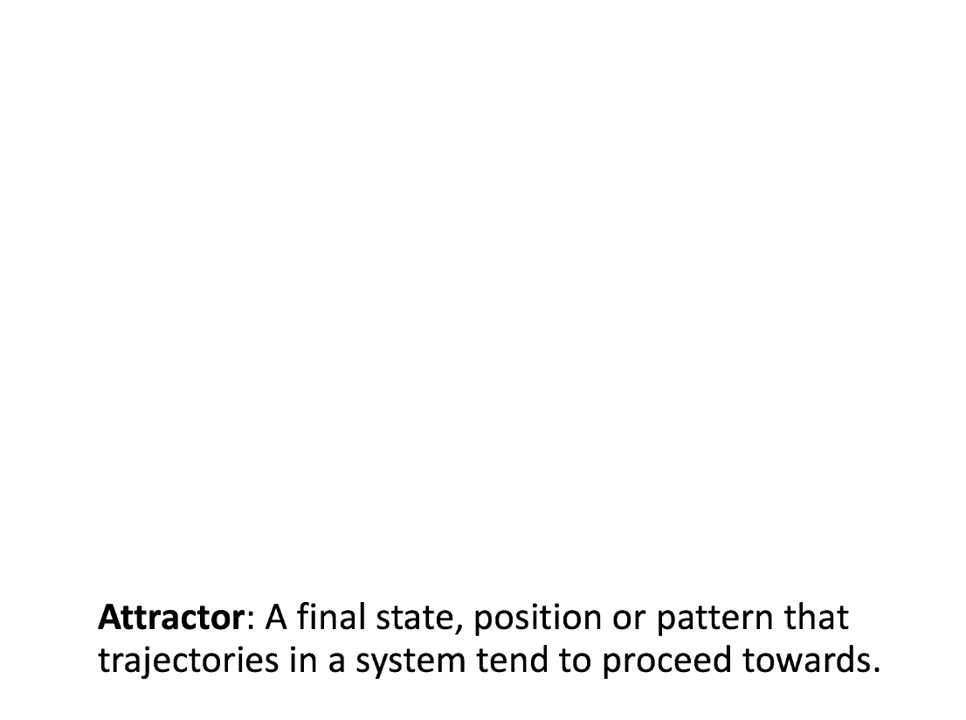 Attractor: A final state, position or pattern that
trajectories in a system tend to proceed towards.